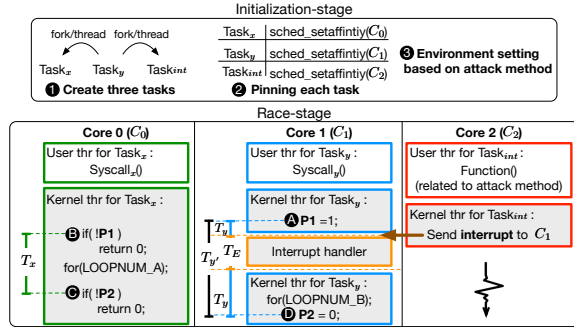 Initialization-stage
fork/thread fork/thread
Task_x Task_y Task_int
❶ Create three tasks
Task_x sched_setaffintiy(C_0)
Task_y sched_setaffintiy(C_1)
Task_int sched_setaffintiy(C_2)
❷ Pinning each task
❸ Environment setting
based on attack method
Race-stage
Core 0 (C_0)
User thr for Task_x :
Syscall_x()
Kernel thr for Task_x :
B if( !P1 )
return 0;
for(LOOPNUM_A);
C if( !P2 )
return 0;
T_x
Core 1 (C_1)
User thr for Task_y :
Syscall_y()
Kernel thr for Task_y :
A P1 =1;
T_y
T_y' T_E
Interrupt handler
Kernel thr for Task_y :
for(LOOPNUM_B);
D P2 = 0;
T_y
Core 2 (C_2)
User thr for Task_int :
Function()
(related to attack method)
Kernel thr for Task_int :
Send interrupt to C_1